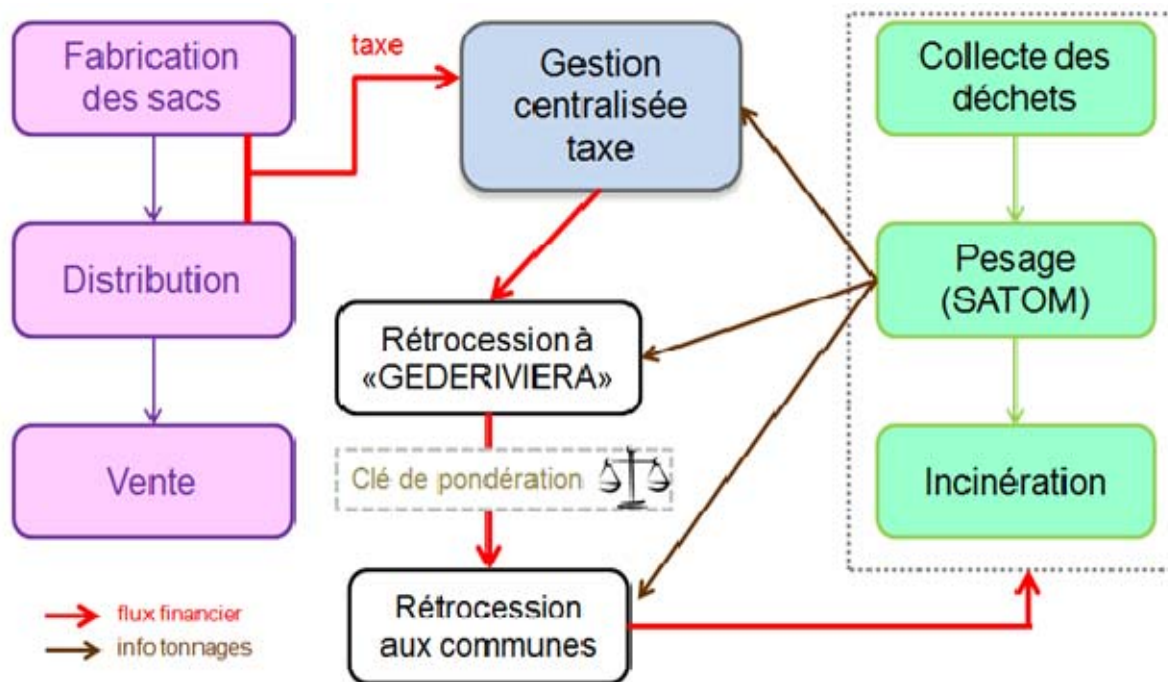 Fabrication
des sacs
taxe
Gestion
centralisée
taxe
Collecte des
déchets
Distribution
Pesage
(SATOM)
Rétrocession à
«GEDERIVIERA»
Vente
Clé de pondération
Incinération
Rétrocession
aux communes
flux financier
info tonnages